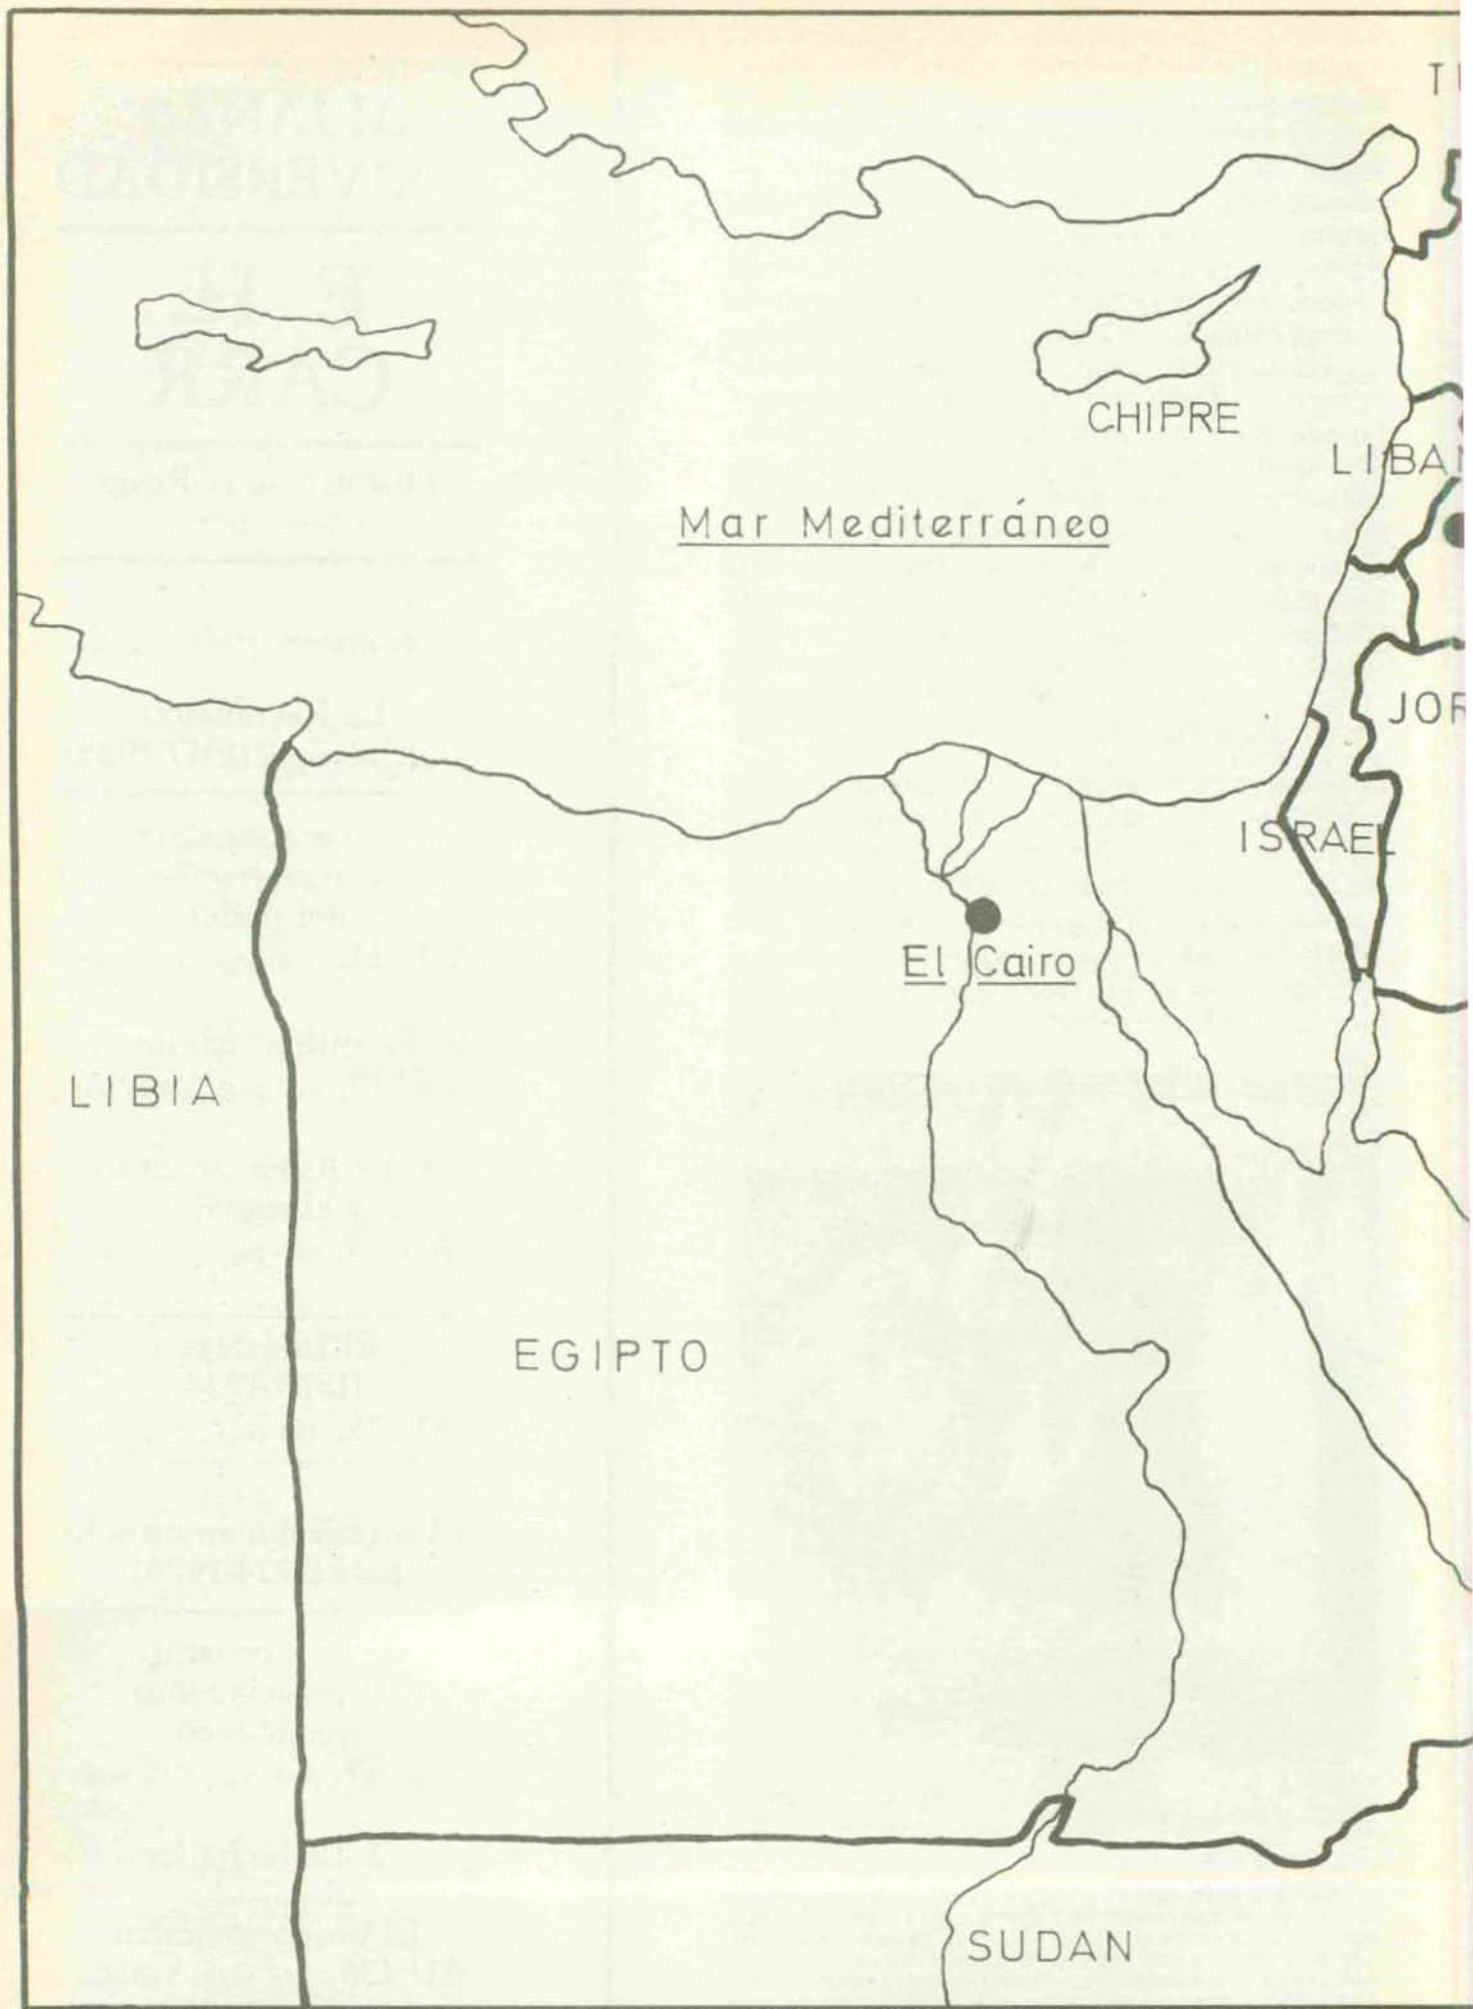 T
CHIPRE
LIBAN
Mar Mediterráneo
JOR
ISRAEL
El Cairo
LIBIA
EGIPTO
SUDAN